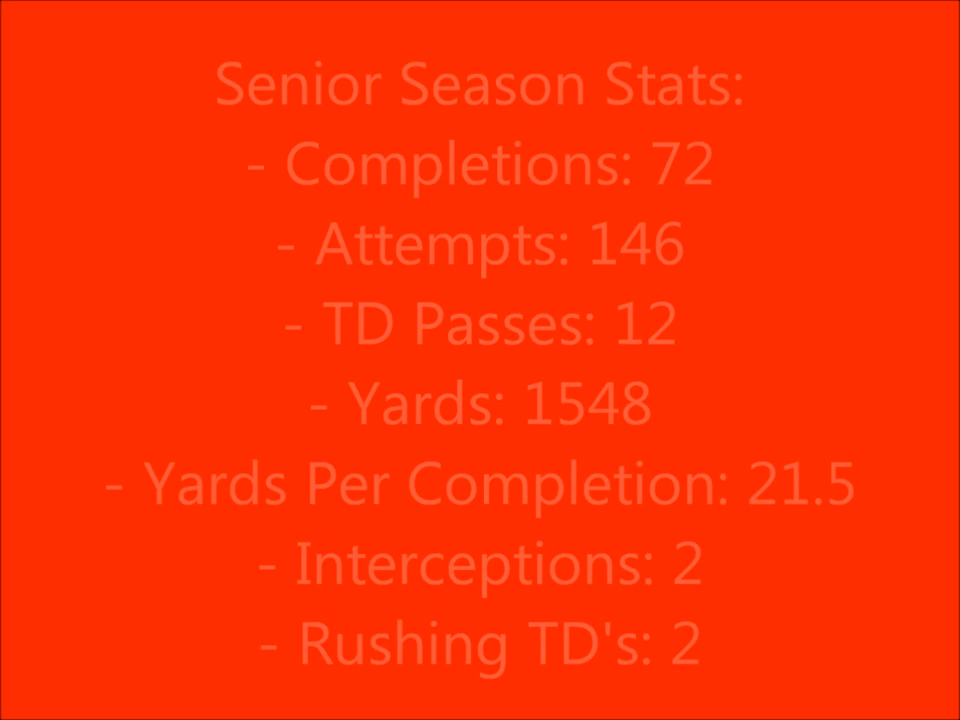 Senior Season Stats:
- Completions: 72
- Attempts: 146
- TD Passes: 12
- Yards: 1548
- Yards Per Completion: 21.5
- Interceptions: 2
- Rushing TD's: 2